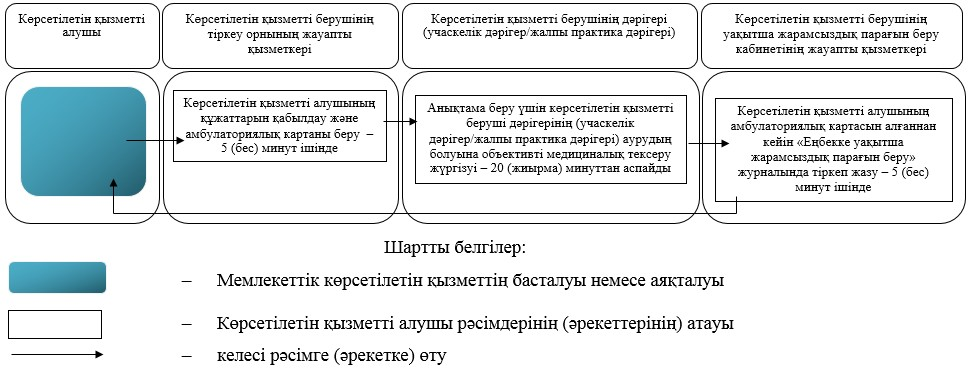 Көрсетілетін қызметті
алушы
Көрсетілетін қызметті берушінің
тіркеу орнының жауапты
қызметкері
Көрсетілетін қызметті берушінің дәрігері
(учаскелік дәрігер/жалпы практика дәрігері)
Көрсетілетін қызметті берушінің
уақытша жарамсыздық парағын беру
кабинетінің жауапты қызметкері
Көрсетілетін қызметті алушының
құжаттарын қабылдау және
амбулаториялық картаны беру –
5 (бес) минут ішінде
Анықтама беру үшін көрсетілетін қызметті
беруші дәрігерінің (учаскелік
дәрігер/жалпы практика дәрігері) аурудың
болуына объективті медициналық тексеру
жүргізуі – 20 (жиырма) минуттан аспайды
Көрсетілетін қызметті алушының
амбулаториялық картасын алғаннан
кейін «Еңбекке уақытша
жарамсыздық парағын беру»
журналында тіркеп жазу – 5 (бес)
минут ішінде
Шартты белгілер:
– Мемлекеттік көрсетілетін қызметтің басталуы немесе аяқталуы
– Көрсетілетін қызметті алушы рәсімдерінің (әрекеттерінің) атауы
– келесі рәсімге (әрекетке) өту